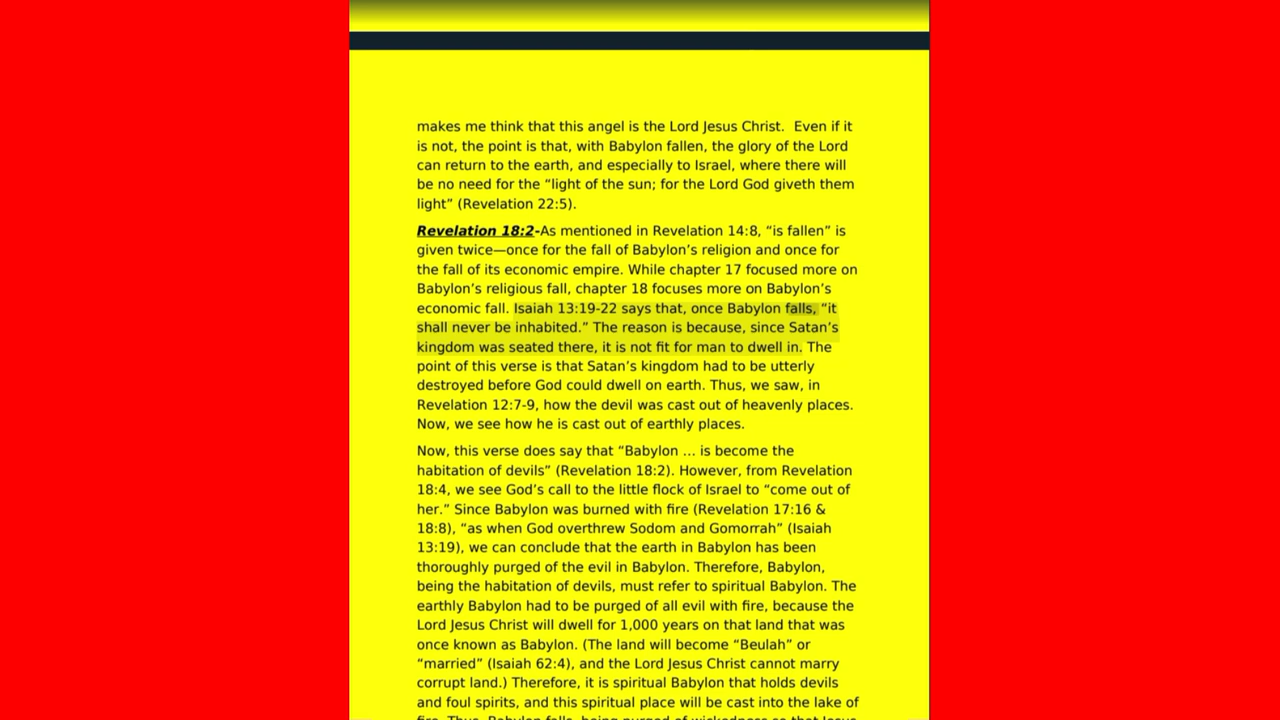 makes me think that this angel is the Lord Jesus Christ.  Even if it
is not, the point is that, with Babylon fallen, the glory of the Lord
can return to the earth, and especially to Israel, where there will
be no need for the “light of the sun; for the Lord God giveth them
light” (Revelation 22:5).
Revelation 18:2-As mentioned in Revelation 14:8, “is fallen” is
given twice—once for the fall of Babylon’s religion and once for
the fall of its economic empire. While chapter 17 focused more on
Babylon’s religious fall, chapter 18 focuses more on Babylon’s
economic fall. Isaiah 13:19-22 says that, once Babylon falls, “it
shall never be inhabited.” The reason is because, since Satan’s
kingdom was seated there, it is not fit for man to dwell in. The
point of this verse is that Satan’s kingdom had to be utterly
destroyed before God could dwell on earth. Thus, we saw, in
Revelation 12:7-9, how the devil was cast out of heavenly places.
Now, we see how he is cast out of earthly places.
Now, this verse does say that “Babylon … is become the
habitation of devils” (Revelation 18:2). However, from Revelation
18:4, we see God’s call to the little flock of Israel to “come out of
her.” Since Babylon was burned with fire (Revelation 17:16 &
18:8), “as when God overthrew Sodom and Gomorrah” (Isaiah
13:19), we can conclude that the earth in Babylon has been
thoroughly purged of the evil in Babylon. Therefore, Babylon,
being the habitation of devils, must refer to spiritual Babylon. The
earthly Babylon had to be purged of all evil with fire, because the
Lord Jesus Christ will dwell for 1,000 years on that land that was
once known as Babylon. (The land will become “Beulah” or
“married” (Isaiah 62:4), and the Lord Jesus Christ cannot marry
corrupt land.) Therefore, it is spiritual Babylon that holds devils
and foul spirits, and this spiritual place will be cast into the lake of
fire. Thus, Babylon falls, being purged of wickedness so that Jesus